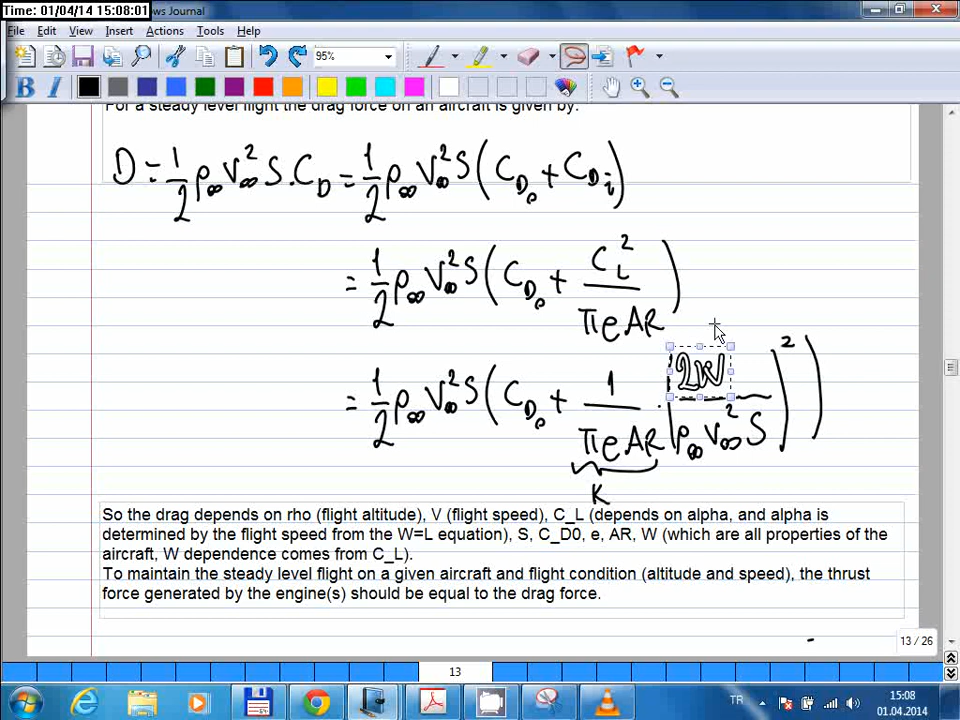 Time: 01/04/14 15:08:01 ows Journal
File Edit View Insert Actions Tools Help
95%
B I
For a steady level flight the drag force on an aircraft is given by:
D = 1/2 ρ∞ V∞² S . C_D = 1/2 ρ∞ V∞² S ( C_D₀ + C_Di )
= 1/2 ρ∞ V∞² S ( C_D₀ + C_L² / π e AR )
= 1/2 ρ∞ V∞² S ( C_D₀ + 1 / π e AR . ( 2W / ρ∞ V∞² S )² )
K
So the drag depends on rho (flight altitude), V (flight speed), C_L (depends on alpha, and alpha is
determined by the flight speed from the W=L equation), S, C_D0, e, AR, W (which are all properties of the
aircraft, W dependence comes from C_L).
To maintain the steady level flight on a given aircraft and flight condition (altitude and speed), the thrust
force generated by the engine(s) should be equal to the drag force.
13 / 26
13
TR
15:08
01.04.2014